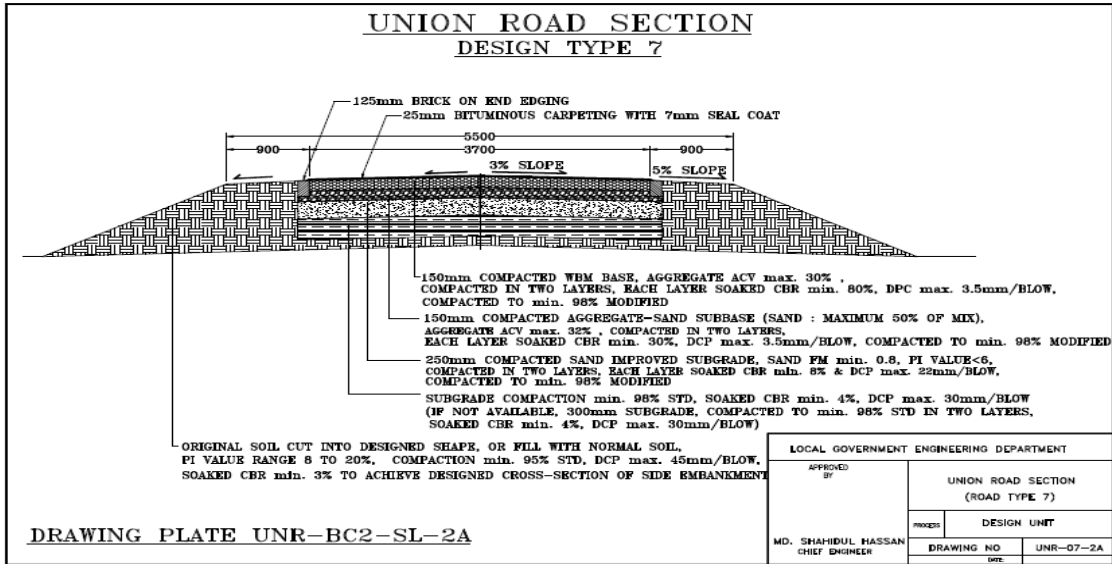 UNION ROAD SECTION
DESIGN TYPE 7
125mm BRICK ON END EDGING
25mm BITUMINOUS CARPETING WITH 7mm SEAL COAT
5500
900 3700 900
3% SLOPE
5% SLOPE
150mm COMPACTED WBM BASE, AGGREGATE ACV max. 30% ,
COMPACTED IN TWO LAYERS, EACH LAYER SOAKED CBR min. 80%, DPC max. 3.5mm/BLOW,
COMPACTED TO min. 98% MODIFIED
150mm COMPACTED AGGREGATE-SAND SUBBASE (SAND : MAXIMUM 50% OF MIX),
AGGREGATE ACV max. 32% , COMPACTED IN TWO LAYERS,
EACH LAYER SOAKED CBR min. 30%, DCP max. 3.5mm/BLOW, COMPACTED TO min. 98% MODIFIED
250mm COMPACTED SAND IMPROVED SUBGRADE, SAND FM min. 0.8, PI VALUE<6,
COMPACTED IN TWO LAYERS, EACH LAYER SOAKED CBR min. 8% & DCP max. 22mm/BLOW,
COMPACTED TO min. 98% MODIFIED
SUBGRADE COMPACTION min. 98% STD, SOAKED CBR min. 4%, DCP max. 30mm/BLOW
(IF NOT AVAILABLE, 300mm SUBGRADE, COMPACTED TO min. 98% STD IN TWO LAYERS,
SOAKED CBR min. 4%, DCP max. 30mm/BLOW)
ORIGINAL SOIL CUT INTO DESIGNED SHAPE, OR FILL WITH NORMAL SOIL,
PI VALUE RANGE 8 TO 20%, COMPACTION min. 95% STD, DCP max. 45mm/BLOW,
SOAKED CBR min. 3% TO ACHIEVE DESIGNED CROSS-SECTION OF SIDE EMBANKMENT
DRAWING PLATE UNR-BC2-SL-2A
LOCAL GOVERNMENT ENGINEERING DEPARTMENT
APPROVED
BY
MD. SHAHIDUL HASSAN
CHIEF ENGINEER
UNION ROAD SECTION
(ROAD TYPE 7)
PROCESS DESIGN UNIT
DRAWING NO UNR-07-2A
DATE: